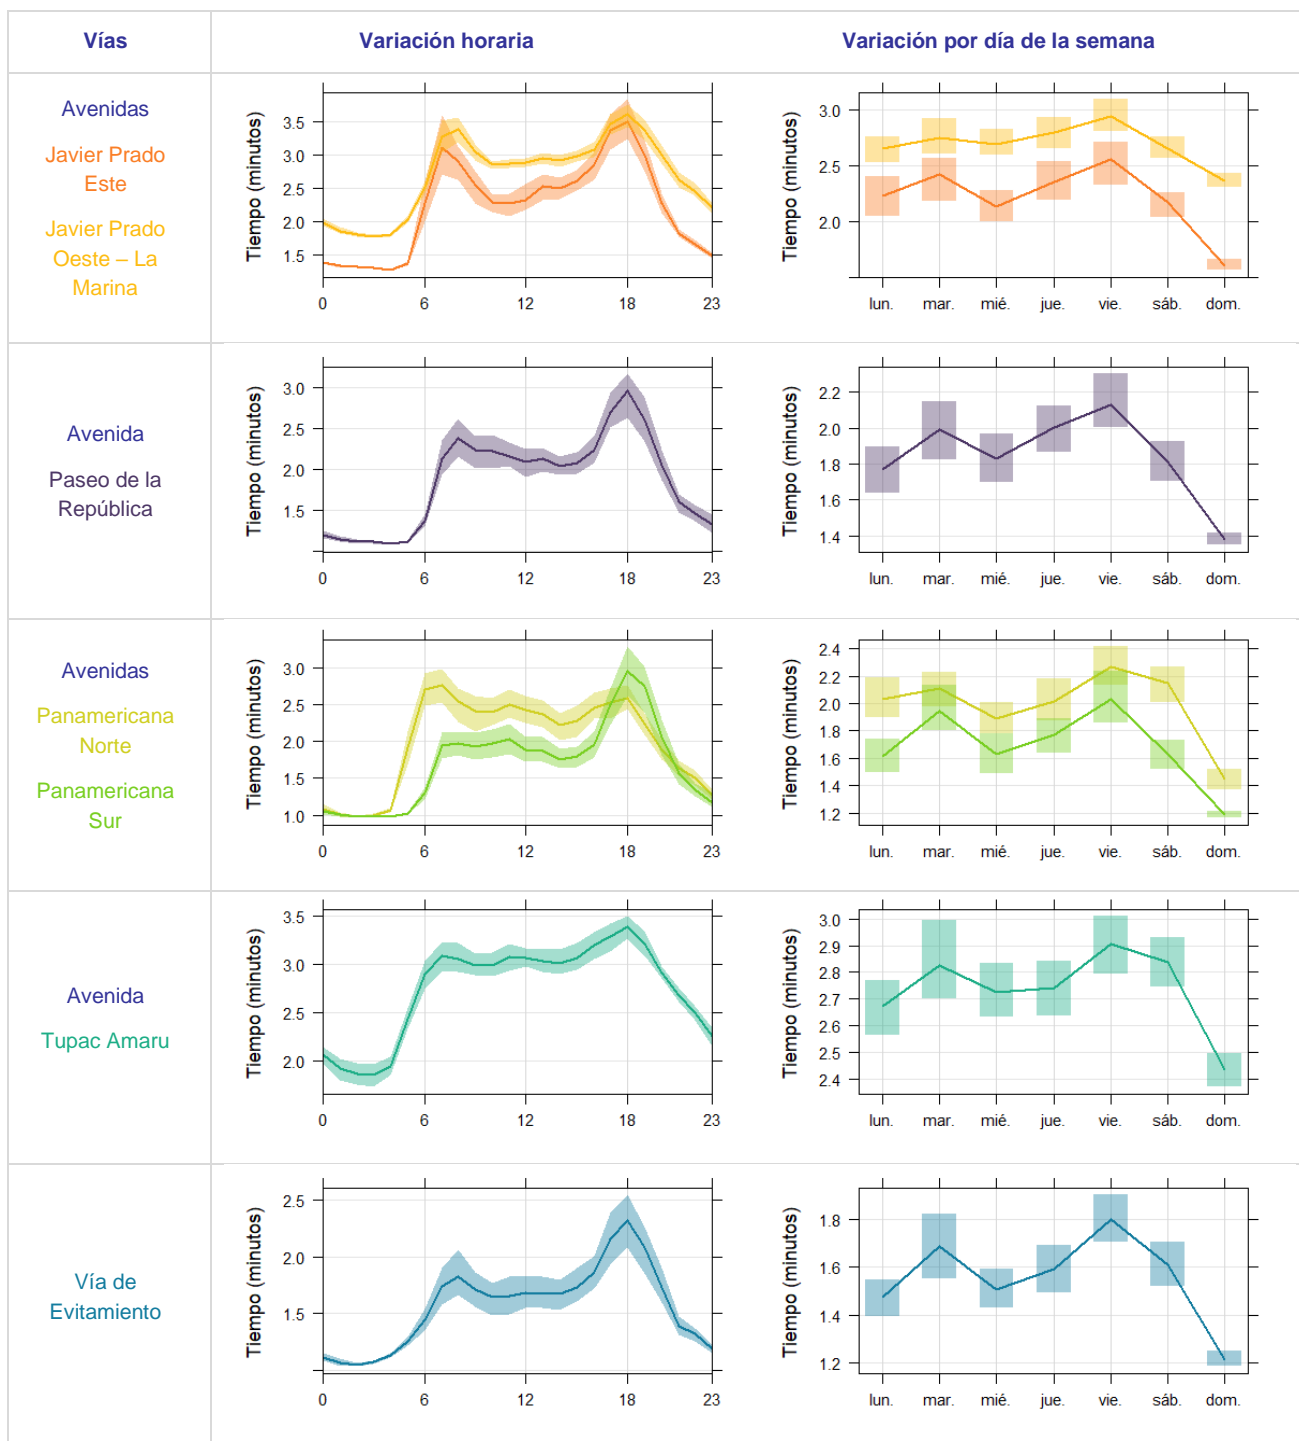 Vías
Variación horaria
Variación por día de la semana
Avenidas
Javier Prado
Este
Javier Prado
Oeste – La
Marina
Tiempo (minutos)
3.5
3.0
2.5
2.0
1.5
0
6
12
18
23
Tiempo (minutos)
3.0
2.5
2.0
lun.
mar.
mié.
jue.
vie.
sáb.
dom.
Avenida
Paseo de la
República
Tiempo (minutos)
3.0
2.5
2.0
1.5
0
6
12
18
23
Tiempo (minutos)
2.2
2.0
1.8
1.6
1.4
lun.
mar.
mié.
jue.
vie.
sáb.
dom.
Avenidas
Panamericana
Norte
Panamericana
Sur
Tiempo (minutos)
3.0
2.5
2.0
1.5
1.0
0
6
12
18
23
Tiempo (minutos)
2.4
2.2
2.0
1.8
1.6
1.4
1.2
lun.
mar.
mié.
jue.
vie.
sáb.
dom.
Avenida
Tupac Amaru
Tiempo (minutos)
3.5
3.0
2.5
2.0
0
6
12
18
23
Tiempo (minutos)
3.0
2.9
2.8
2.7
2.6
2.5
2.4
lun.
mar.
mié.
jue.
vie.
sáb.
dom.
Vía de
Evitamiento
Tiempo (minutos)
2.5
2.0
1.5
0
6
12
18
23
Tiempo (minutos)
1.8
1.6
1.4
1.2
lun.
mar.
mié.
jue.
vie.
sáb.
dom.